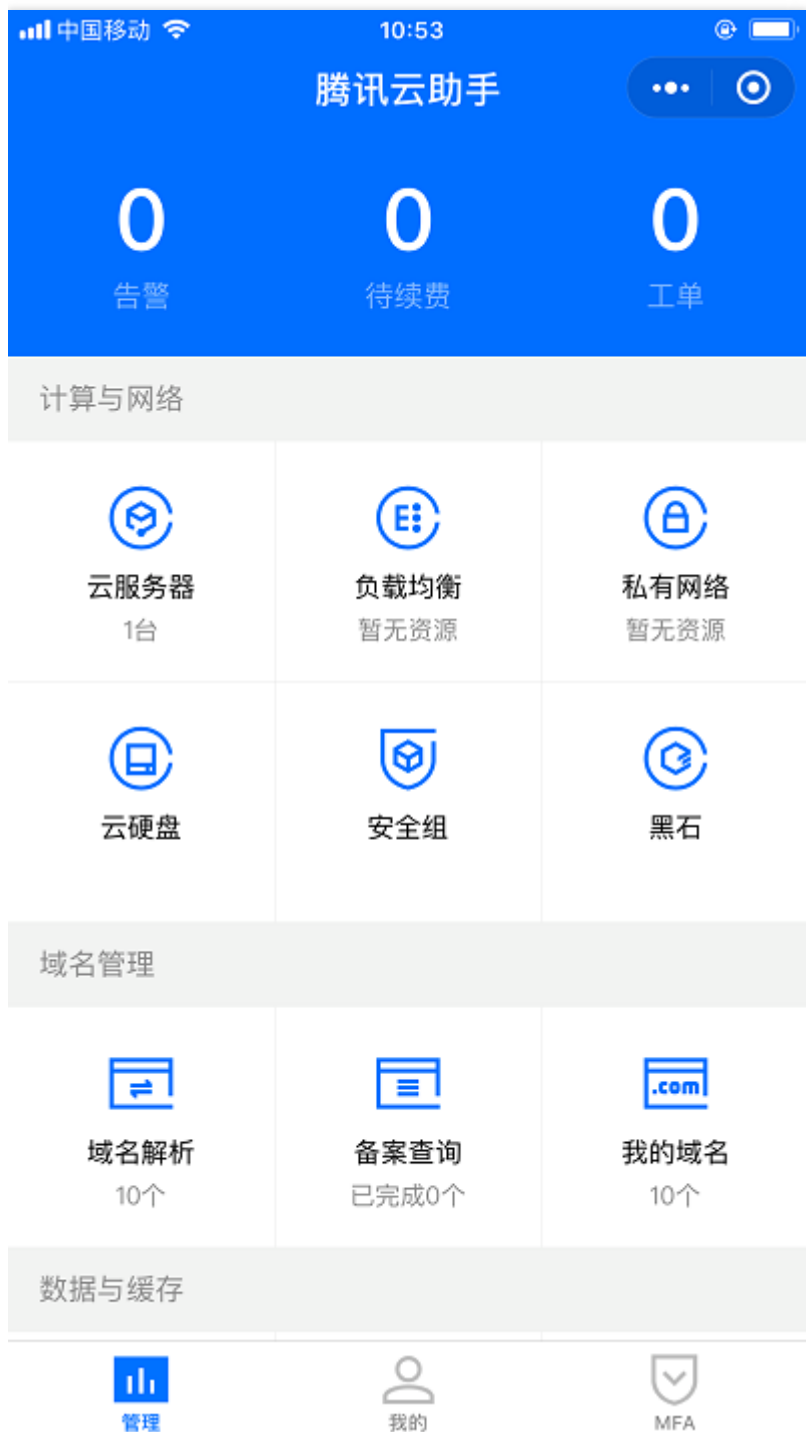 中国移动 10:53
腾讯云助手
0 0 0
告警 待续费 工单
计算与网络
云服务器 负载均衡 私有网络
1台 暂无资源 暂无资源
云硬盘 安全组 黑石
域名管理
.com
域名解析 备案查询 我的域名
10个 已完成0个 10个
数据与缓存
管理 我的 MFA